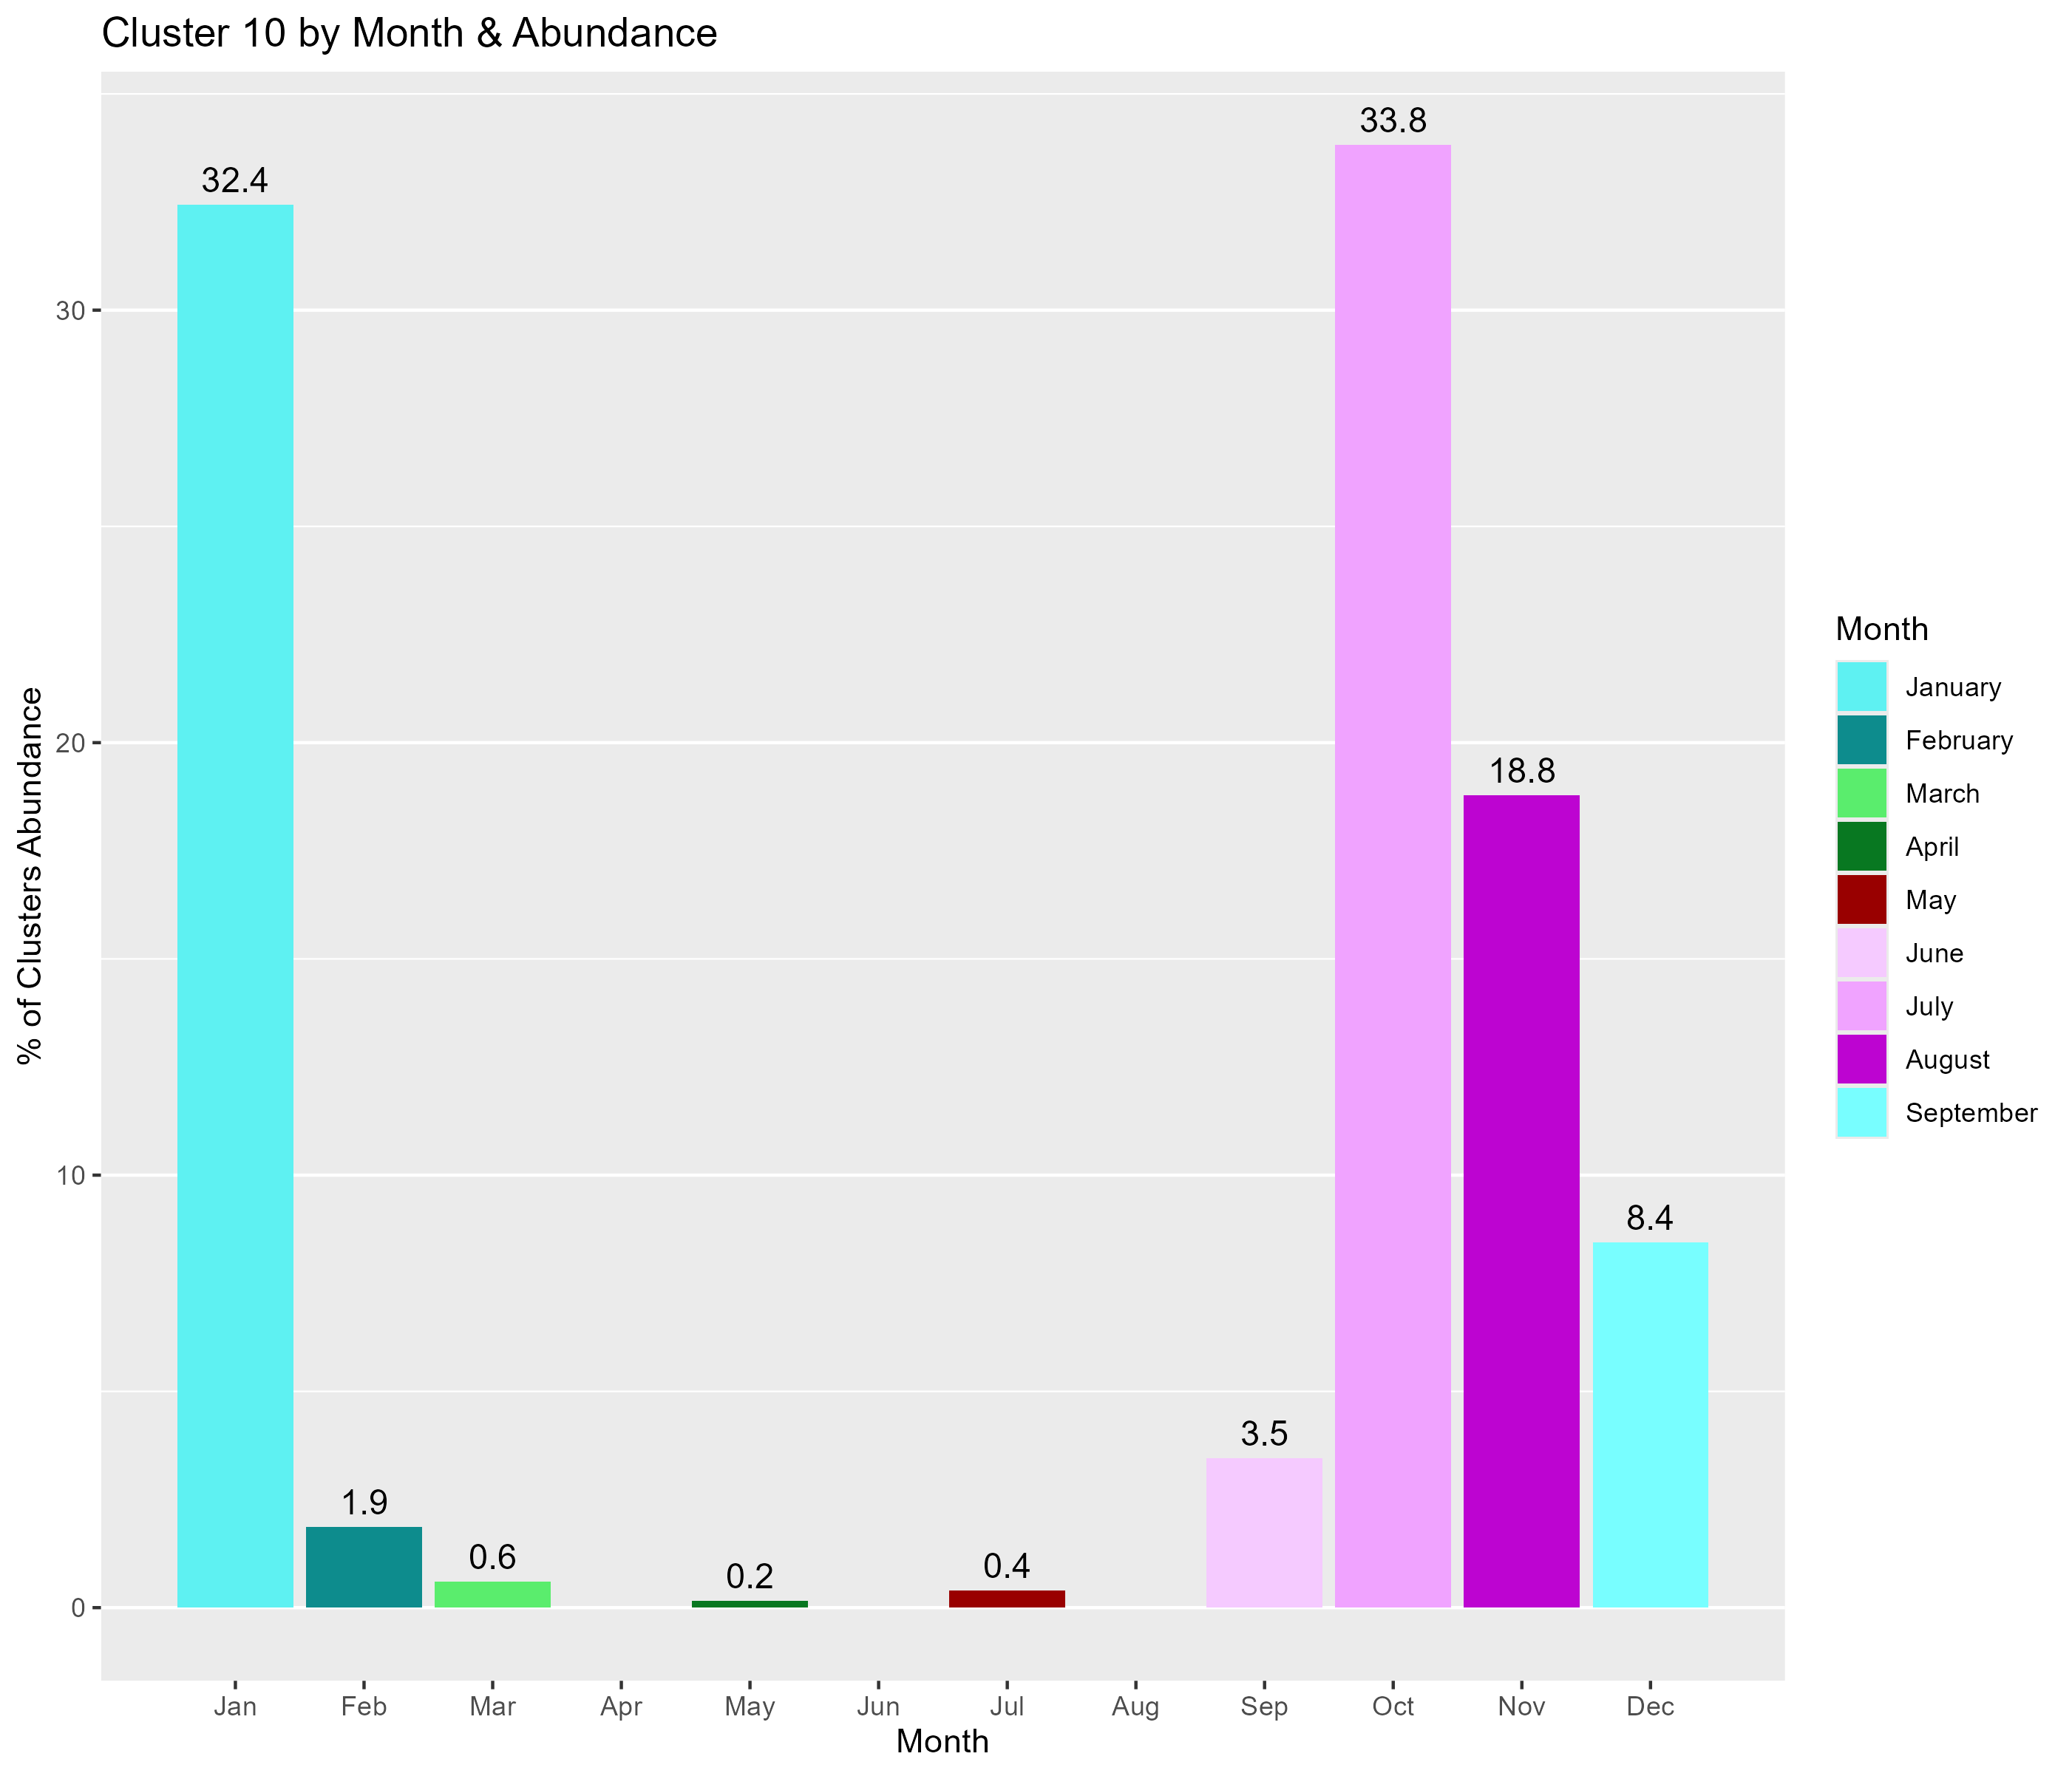 Cluster 10 by Month & Abundance
% of Clusters Abundance
30
20
10
0
32.4
1.9
0.6
0.2
0.4
3.5
33.8
18.8
8.4
Jan
Feb
Mar
Apr
May
Jun
Jul
Aug
Sep
Oct
Nov
Dec
Month
Month
January
February
March
April
May
June
July
August
September